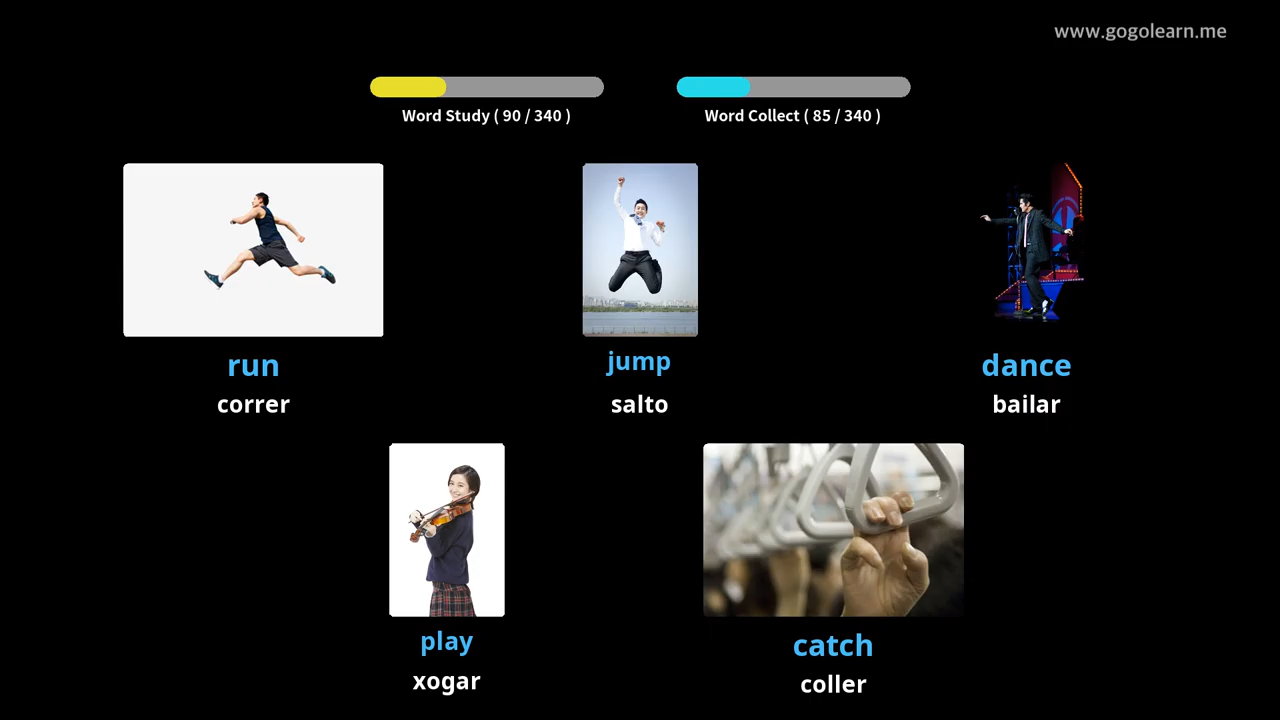 www.gogolearn.me
Word Study ( 90 / 340 )
Word Collect ( 85 / 340 )
run
correr
jump
salto
dance
bailar
play
xogar
catch
coller